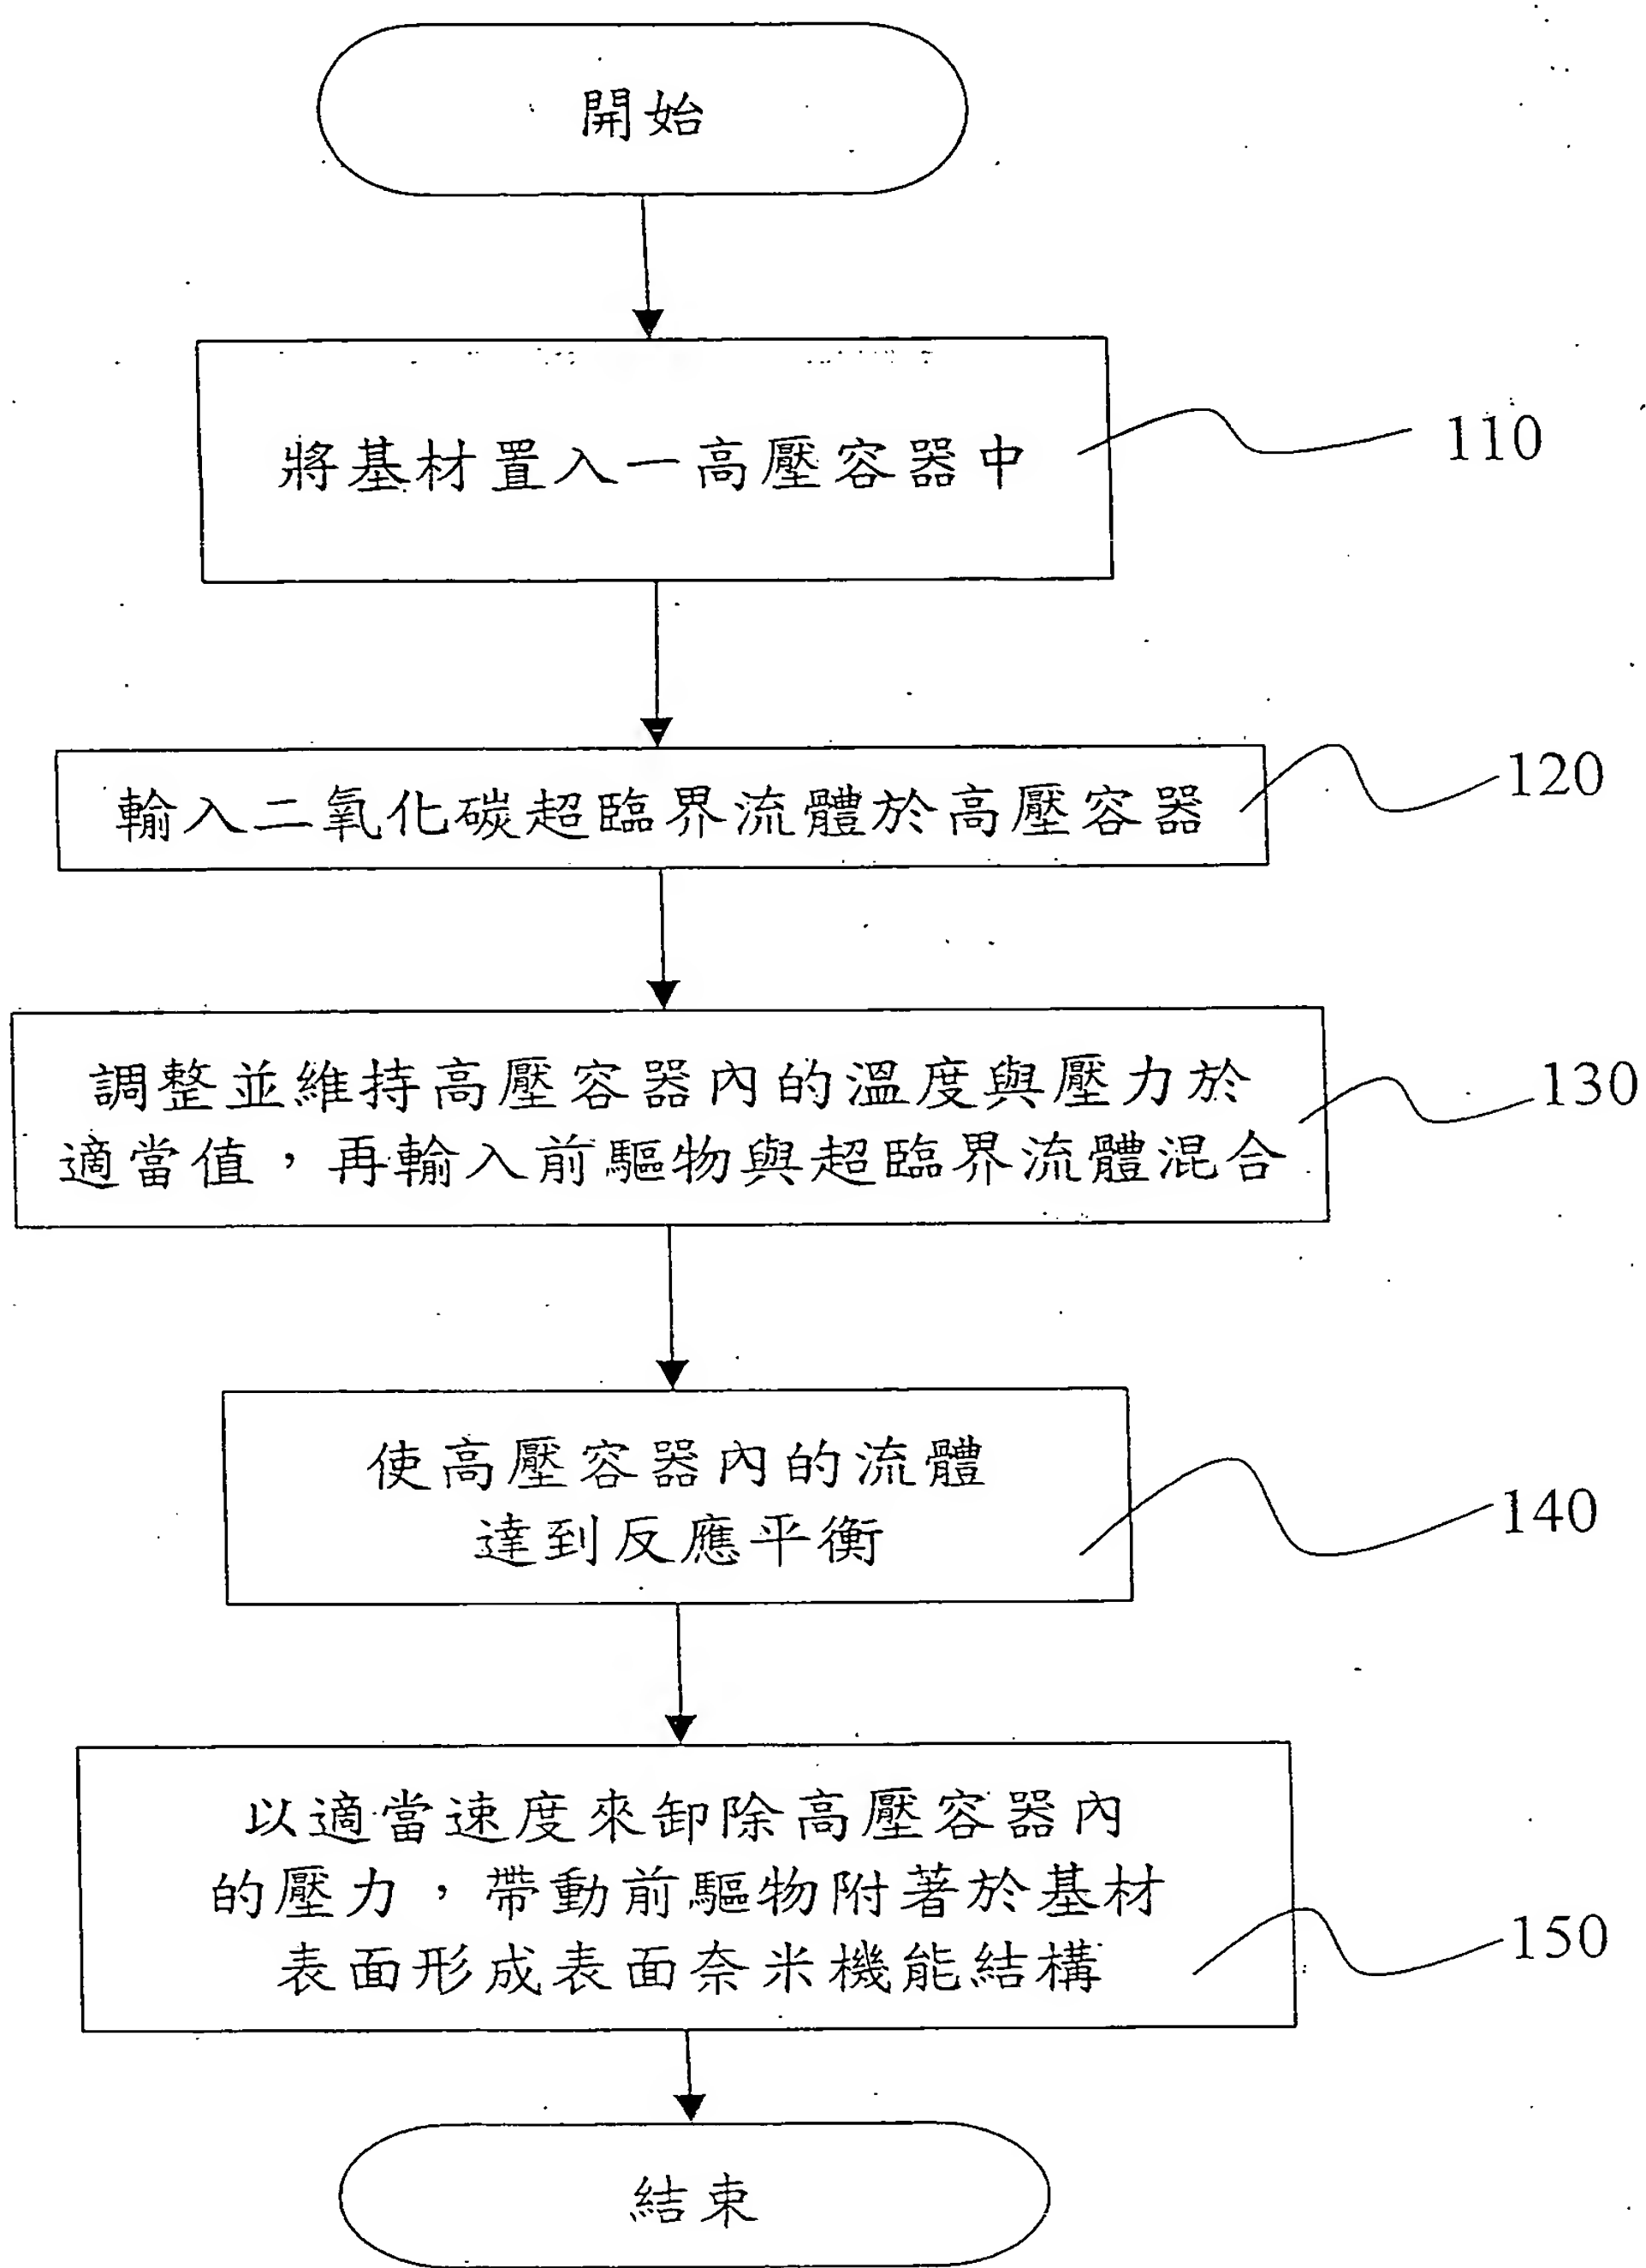 開始
將基材置入一高壓容器中
110
輸入二氧化碳超臨界流體於高壓容器
120
調整並維持高壓容器內的溫度與壓力於
適當值，再輸入前驅物與超臨界流體混合
130
使高壓容器內的流體
達到反應平衡
140
以適當速度來卸除高壓容器內
的壓力，帶動前驅物附著於基材
表面形成表面奈米機能結構
150
結束